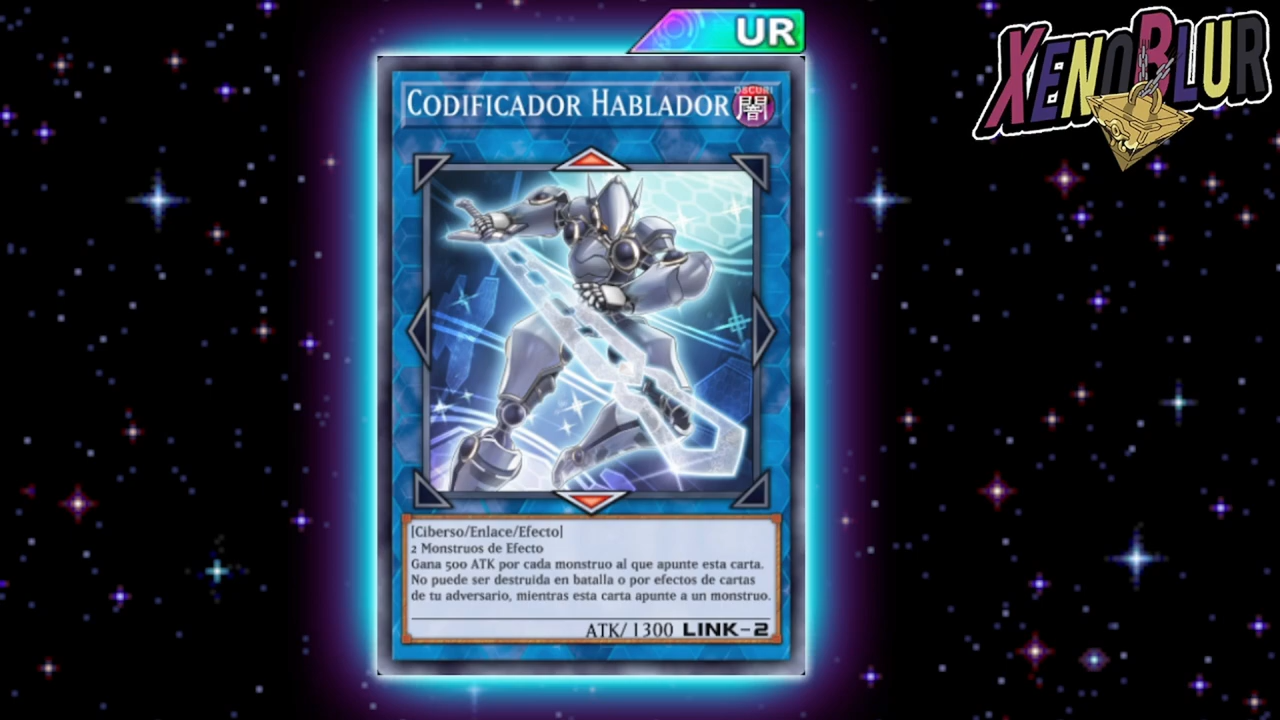 UR
XENOBLUR
CODIFICADOR HABLADOR
OSCURI
闇
[Ciberso/Enlace/Efecto]
2 Monstruos de Efecto
Gana 500 ATK por cada monstruo al que apunte esta carta.
No puede ser destruida en batalla o por efectos de cartas
de tu adversario, mientras esta carta apunte a un monstruo.
ATK/ 1300 LINK-2